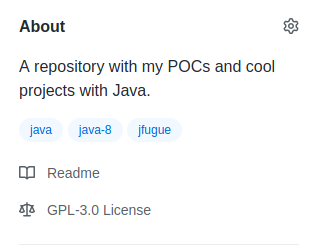 About
A repository with my POCs and cool
projects with Java.
java java-8 jfugue
Readme
GPL-3.0 License